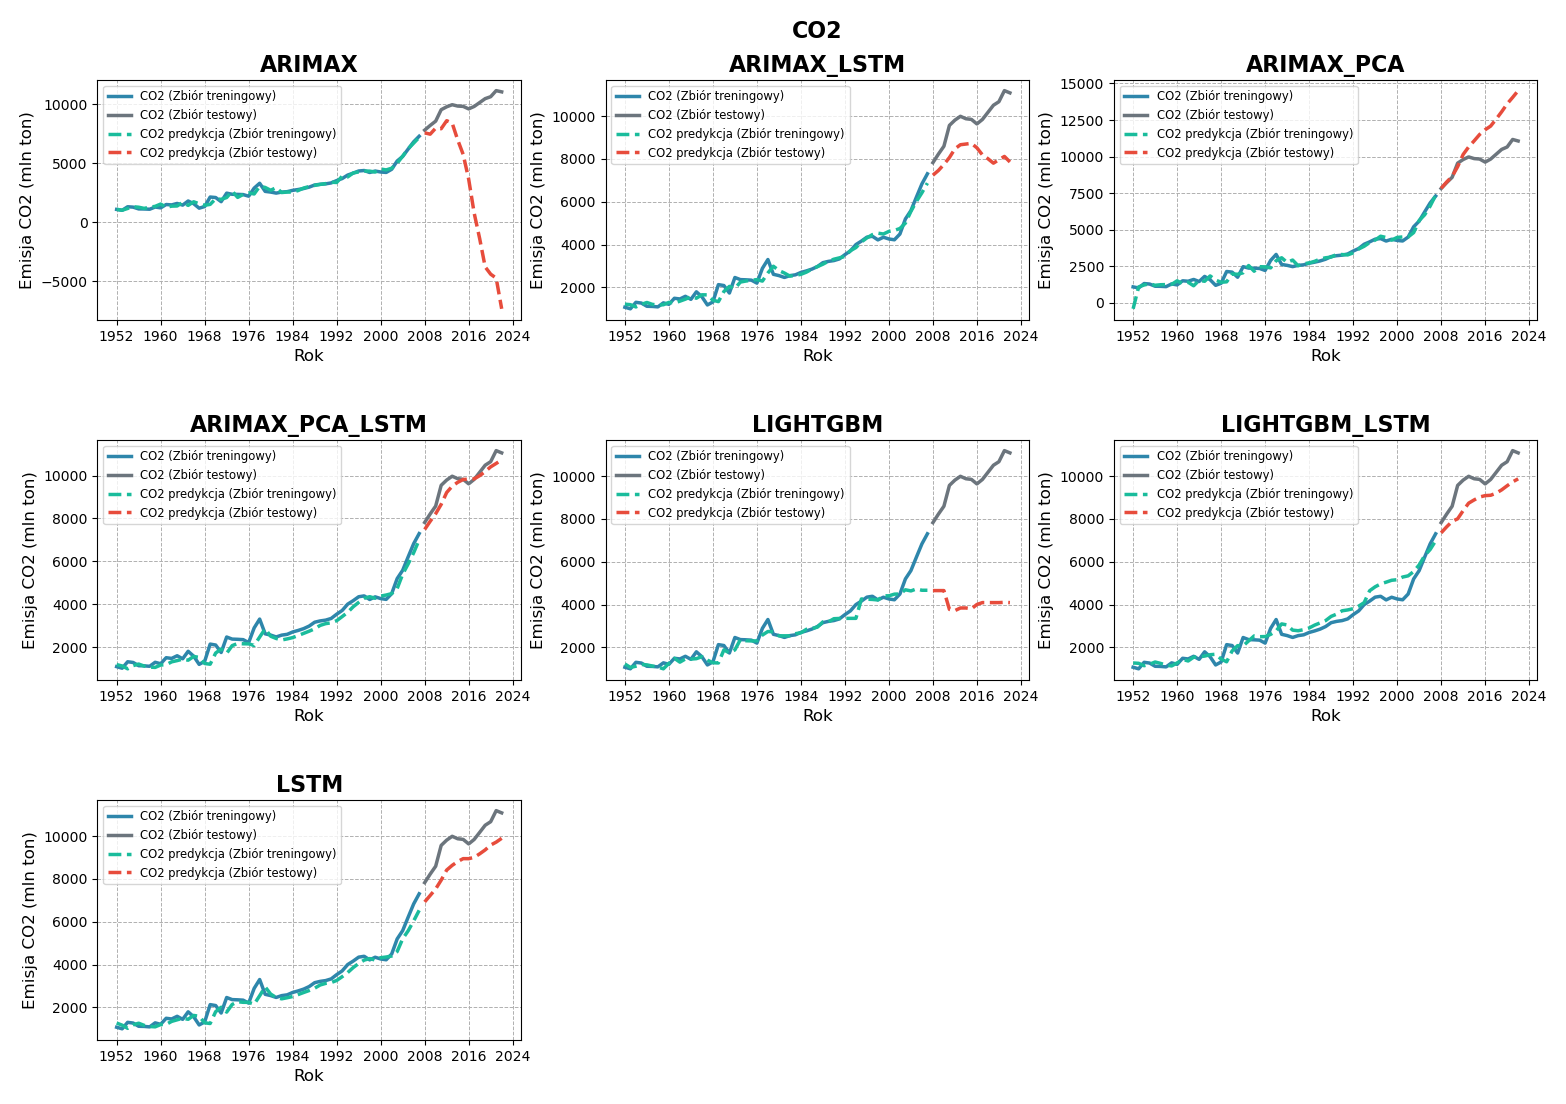 CO2
ARIMAX
CO2 (Zbiór treningowy)
CO2 (Zbiór testowy)
CO2 predykcja (Zbiór treningowy)
CO2 predykcja (Zbiór testowy)
Emisja CO2 (mln ton)
10000
5000
0
−5000
1952 1960 1968 1976 1984 1992 2000 2008 2016 2024
Rok
ARIMAX_LSTM
CO2 (Zbiór treningowy)
CO2 (Zbiór testowy)
CO2 predykcja (Zbiór treningowy)
CO2 predykcja (Zbiór testowy)
Emisja CO2 (mln ton)
10000
8000
6000
4000
2000
1952 1960 1968 1976 1984 1992 2000 2008 2016 2024
Rok
ARIMAX_PCA
CO2 (Zbiór treningowy)
CO2 (Zbiór testowy)
CO2 predykcja (Zbiór treningowy)
CO2 predykcja (Zbiór testowy)
Emisja CO2 (mln ton)
15000
12500
10000
7500
5000
2500
0
1952 1960 1968 1976 1984 1992 2000 2008 2016 2024
Rok
ARIMAX_PCA_LSTM
CO2 (Zbiór treningowy)
CO2 (Zbiór testowy)
CO2 predykcja (Zbiór treningowy)
CO2 predykcja (Zbiór testowy)
Emisja CO2 (mln ton)
10000
8000
6000
4000
2000
1952 1960 1968 1976 1984 1992 2000 2008 2016 2024
Rok
LIGHTGBM
CO2 (Zbiór treningowy)
CO2 (Zbiór testowy)
CO2 predykcja (Zbiór treningowy)
CO2 predykcja (Zbiór testowy)
Emisja CO2 (mln ton)
10000
8000
6000
4000
2000
1952 1960 1968 1976 1984 1992 2000 2008 2016 2024
Rok
LIGHTGBM_LSTM
CO2 (Zbiór treningowy)
CO2 (Zbiór testowy)
CO2 predykcja (Zbiór treningowy)
CO2 predykcja (Zbiór testowy)
Emisja CO2 (mln ton)
10000
8000
6000
4000
2000
1952 1960 1968 1976 1984 1992 2000 2008 2016 2024
Rok
LSTM
CO2 (Zbiór treningowy)
CO2 (Zbiór testowy)
CO2 predykcja (Zbiór treningowy)
CO2 predykcja (Zbiór testowy)
Emisja CO2 (mln ton)
10000
8000
6000
4000
2000
1952 1960 1968 1976 1984 1992 2000 2008 2016 2024
Rok